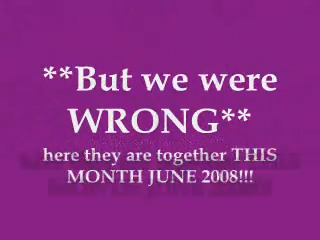 **But we were
WRONG**
here they are together THIS
MONTH JUNE 2008!!!